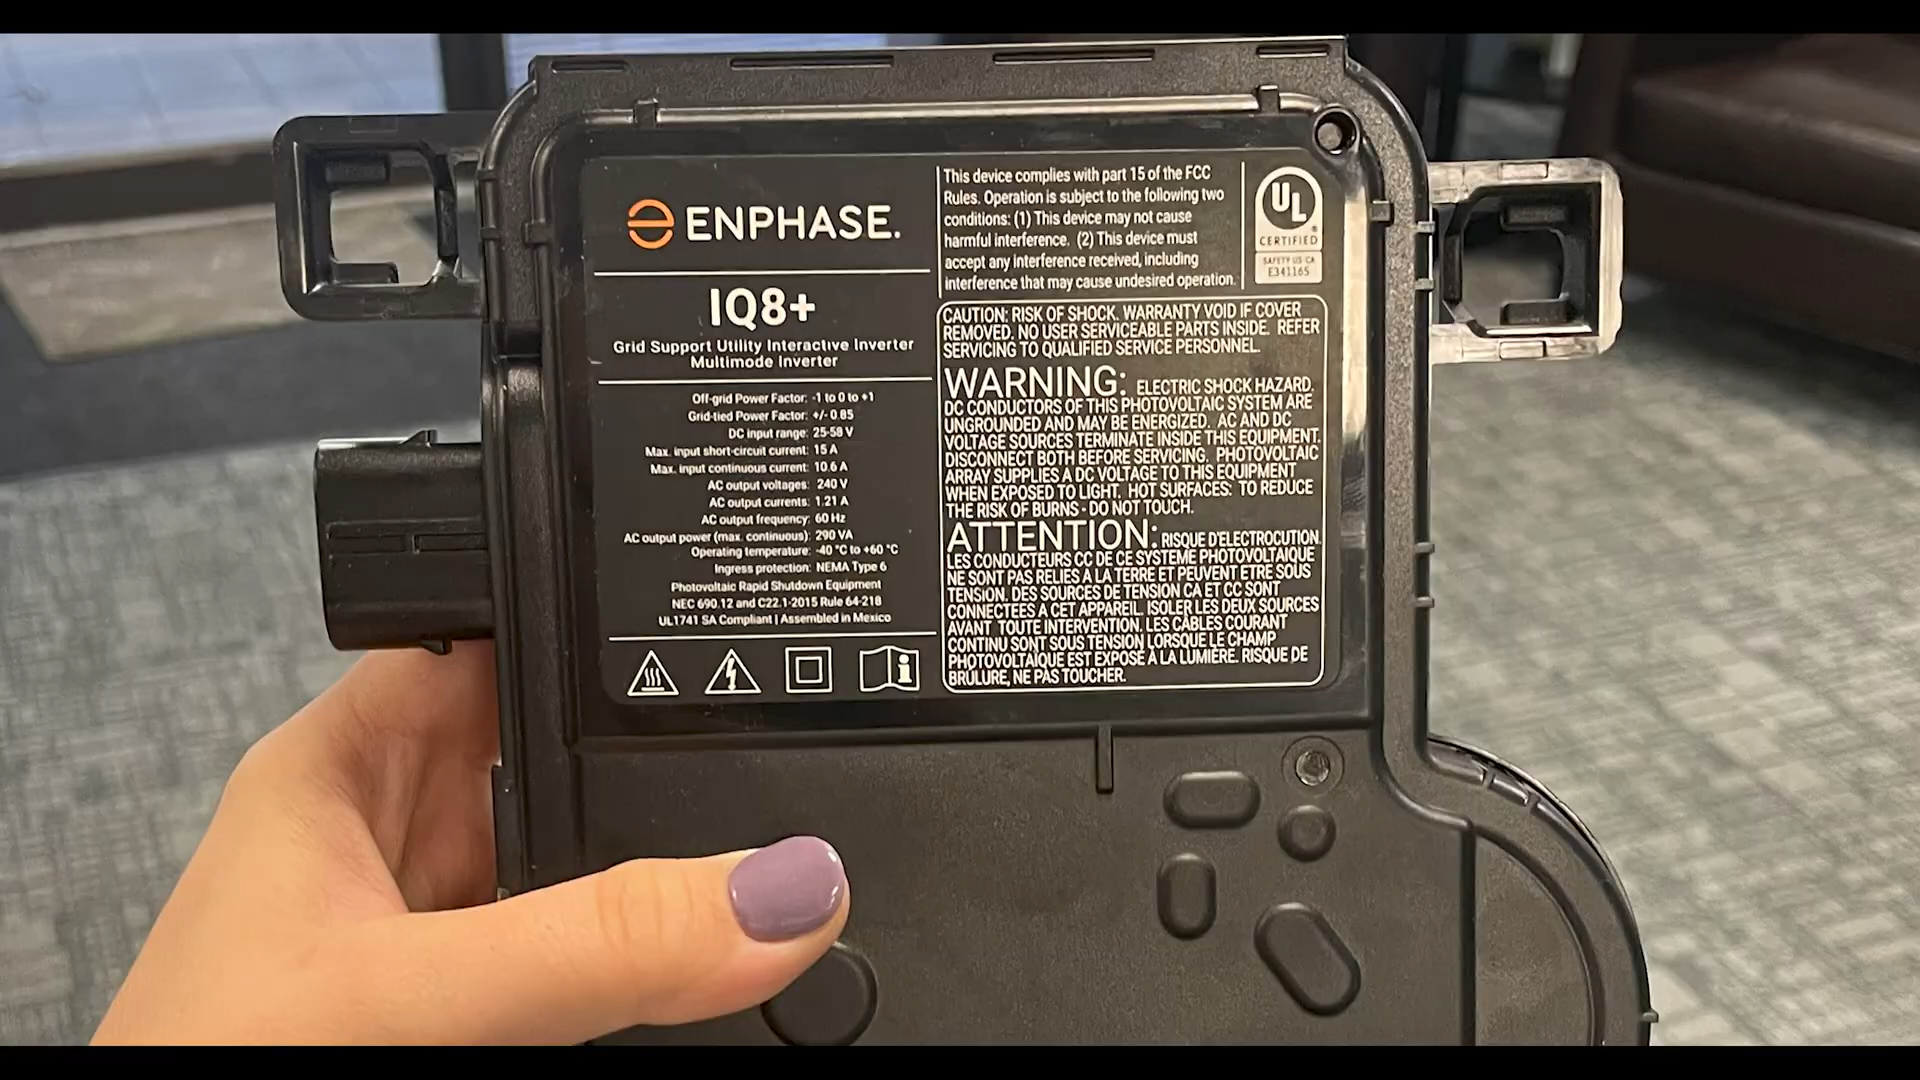 ENPHASE.
IQ8+
Grid Support Utility Interactive Inverter
Multimode Inverter
Off-grid Power Factor: -1 to 0 to +1
Grid-tied Power Factor: +/- 0.85
DC input range: 25-58 V
Max. input short-circuit current: 15 A
Max. input continuous current: 10.6 A
AC output voltages: 240 V
AC output currents: 1.21 A
AC output frequency: 60 Hz
AC output power (max. continuous): 290 VA
Operating temperature: -40 °C to +60 °C
Ingress protection: NEMA Type 6
Photovoltaic Rapid Shutdown Equipment
NEC 690.12 and C22.1-2015 Rule 64-218
UL1741 SA Compliant | Assembled in Mexico
This device complies with part 15 of the FCC
Rules. Operation is subject to the following two
conditions: (1) This device may not cause
harmful interference. (2) This device must
accept any interference received, including
interference that may cause undesired operation.
UL
®
CERTIFIED
SAFETY US CA
E341165
CAUTION: RISK OF SHOCK. WARRANTY VOID IF COVER
REMOVED. NO USER SERVICEABLE PARTS INSIDE. REFER
SERVICING TO QUALIFIED SERVICE PERSONNEL.
WARNING: ELECTRIC SHOCK HAZARD.
DC CONDUCTORS OF THIS PHOTOVOLTAIC SYSTEM ARE
UNGROUNDED AND MAY BE ENERGIZED. AC AND DC
VOLTAGE SOURCES TERMINATE INSIDE THIS EQUIPMENT.
DISCONNECT BOTH BEFORE SERVICING. PHOTOVOLTAIC
ARRAY SUPPLIES A DC VOLTAGE TO THIS EQUIPMENT
WHEN EXPOSED TO LIGHT. HOT SURFACES: TO REDUCE
THE RISK OF BURNS - DO NOT TOUCH.
ATTENTION: RISQUE D'ELECTROCUTION.
LES CONDUCTEURS CC DE CE SYSTEME PHOTOVOLTAIQUE
NE SONT PAS RELIES A LA TERRE ET PEUVENT ETRE SOUS
TENSION. DES SOURCES DE TENSION CA ET CC SONT
CONNECTEES A CET APPAREIL. ISOLER LES DEUX SOURCES
AVANT TOUTE INTERVENTION. LES CÂBLES COURANT
CONTINU SONT SOUS TENSION LORSQUE LE CHAMP
PHOTOVOLTAÏQUE EST EXPOSÉ À LA LUMIÈRE. RISQUE DE
BRÛLURE, NE PAS TOUCHER.